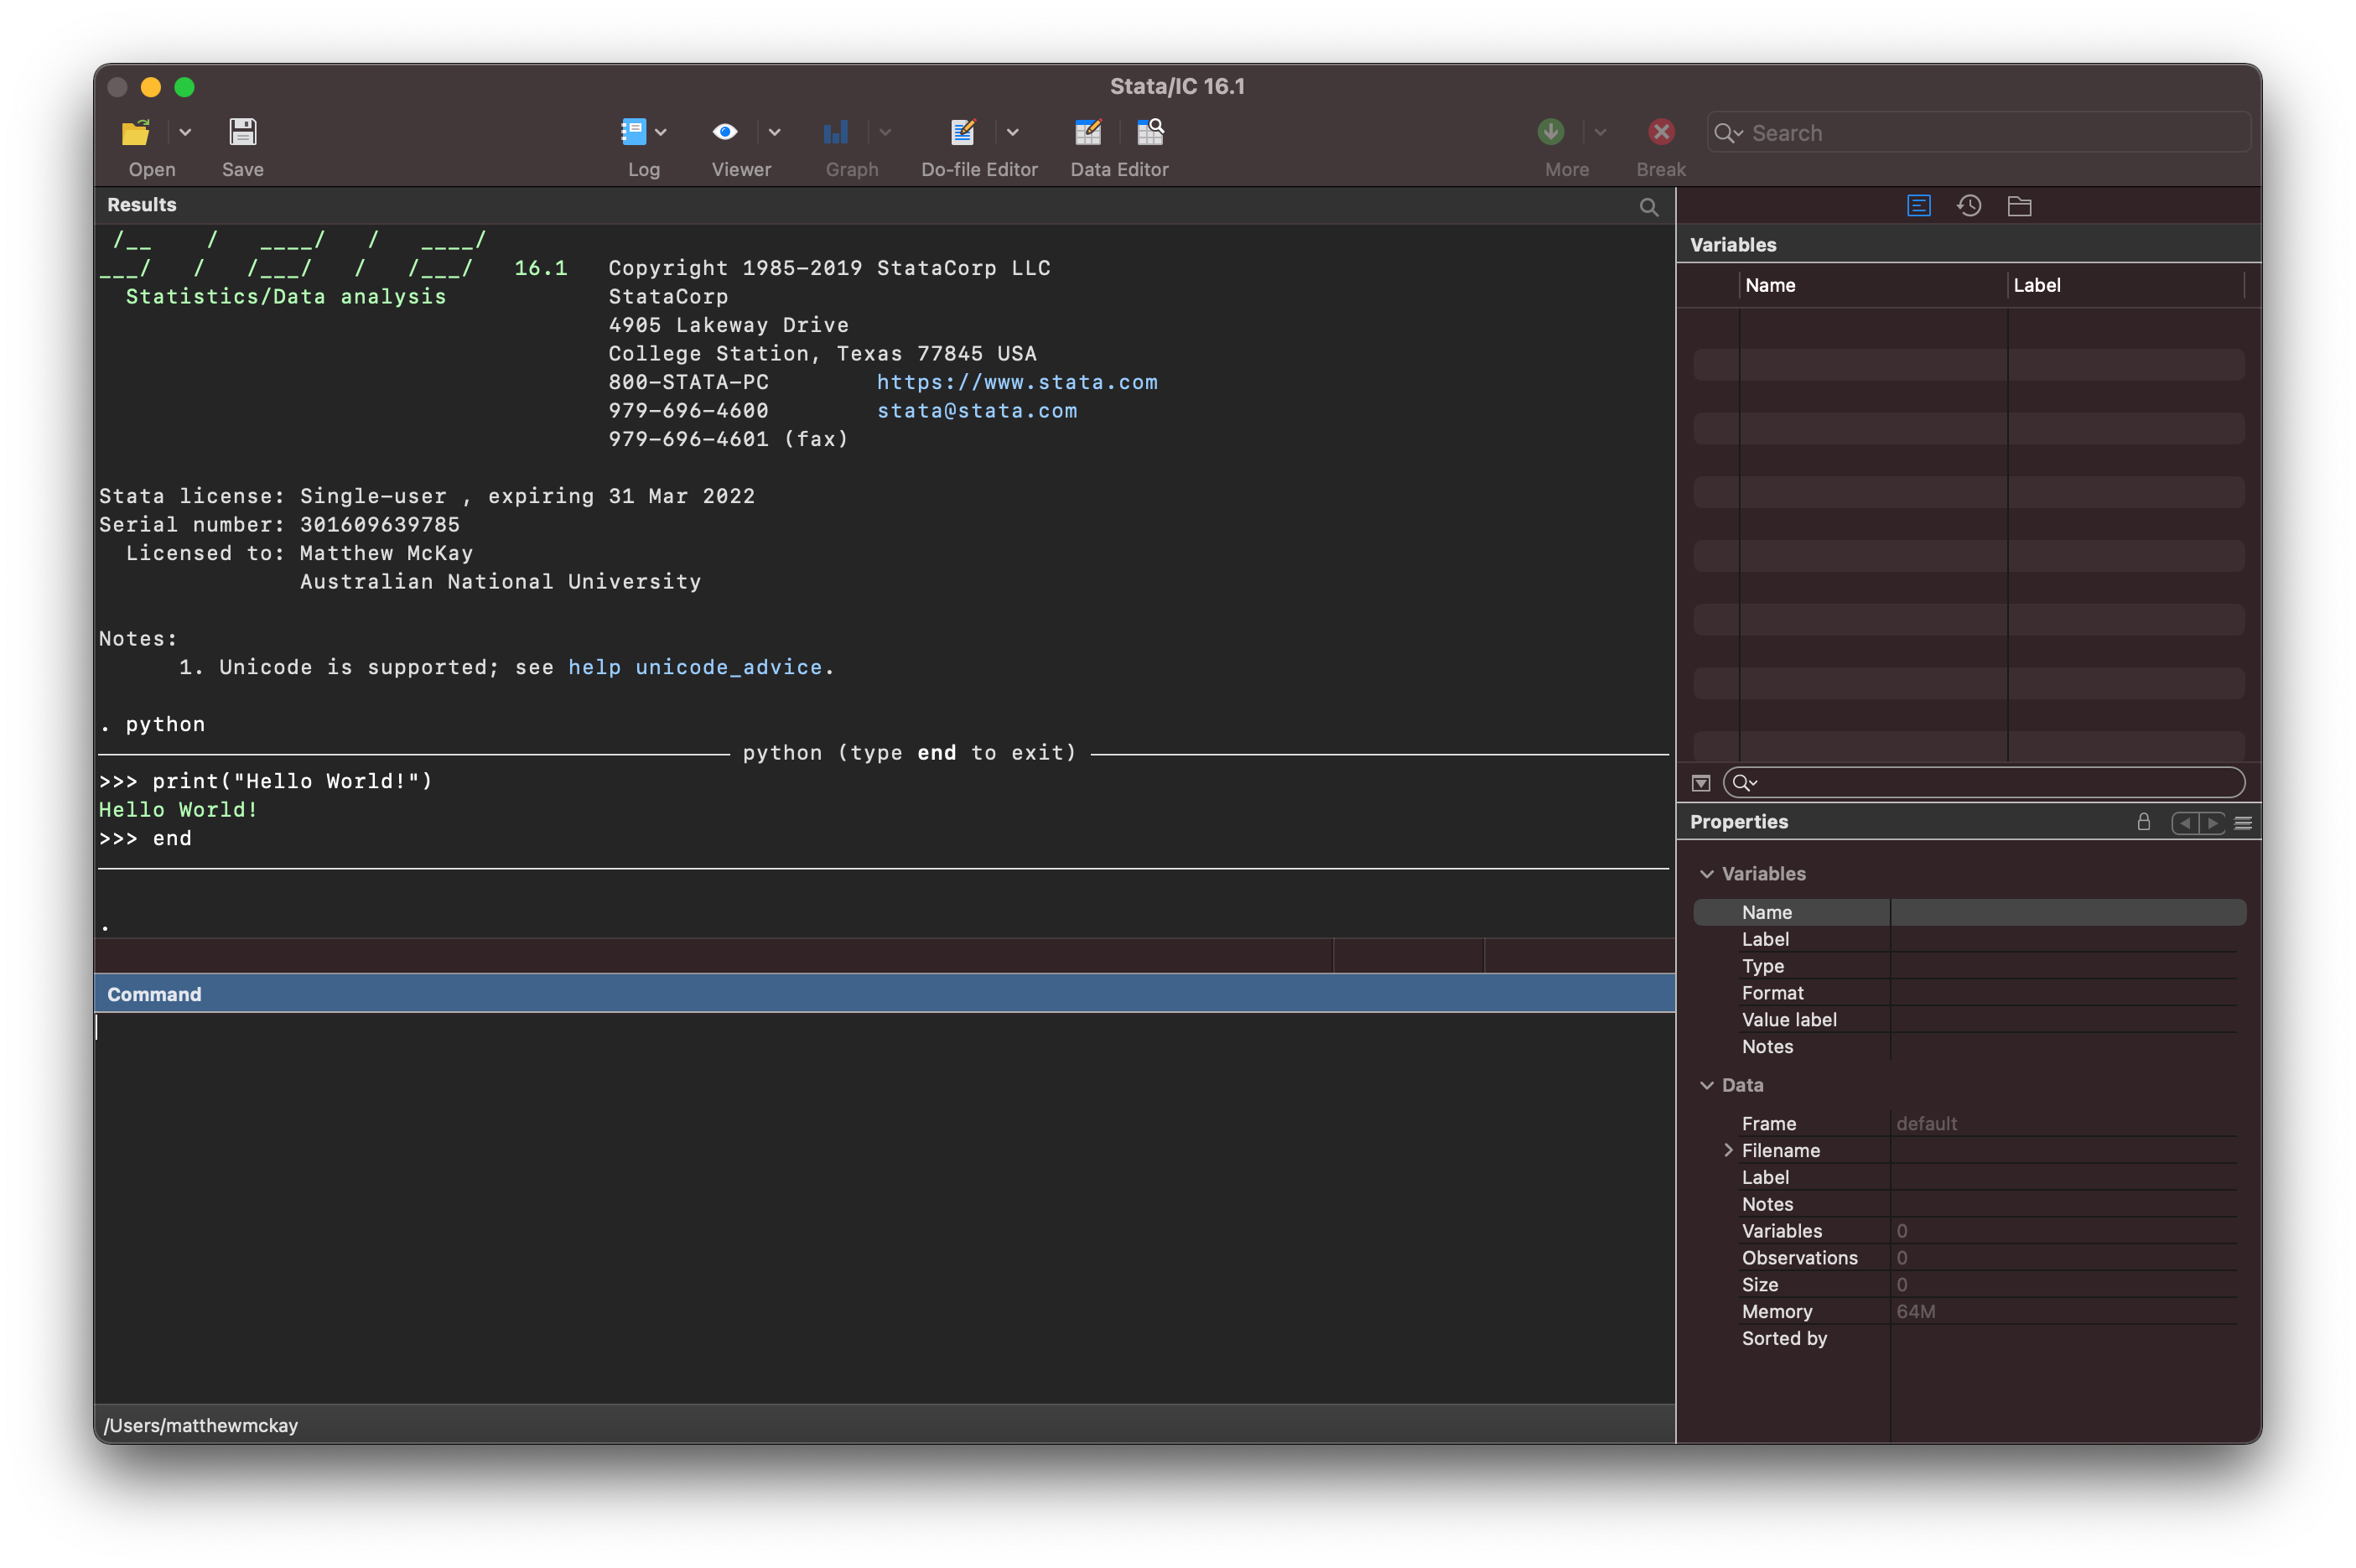 Stata/IC 16.1
Open
Save
Log
Viewer
Graph
Do-file Editor
Data Editor
More
Break
Search
Results
/__    /   ____/   /   ____/
___/   /   /___/   /   /___/   16.1   Copyright 1985-2019 StataCorp LLC
Statistics/Data analysis            StataCorp
4905 Lakeway Drive
College Station, Texas 77845 USA
800-STATA-PC        https://www.stata.com
979-696-4600        stata@stata.com
979-696-4601 (fax)
Stata license: Single-user , expiring 31 Mar 2022
Serial number: 301609639785
Licensed to: Matthew McKay
Australian National University
Notes:
1. Unicode is supported; see help unicode_advice.
. python
python (type end to exit)
>>> print("Hello World!")
Hello World!
>>> end
.
Command
/Users/matthewmckay
Variables
Name
Label
Properties
Variables
Name
Label
Type
Format
Value label
Notes
Data
Frame default
Filename
Label
Notes
Variables 0
Observations 0
Size 0
Memory 64M
Sorted by